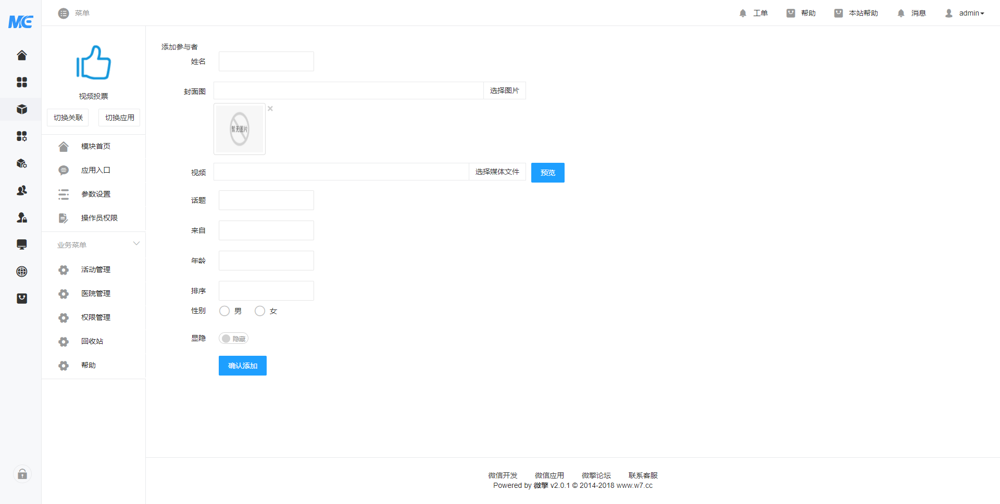 ME
菜单
工单
帮助
本站帮助
消息
admin
视频投票
切换关联
切换应用
模块首页
应用入口
参数设置
操作员权限
业务菜单
活动管理
医院管理
权限管理
回收站
帮助
添加参与者
姓名
封面图
选择图片
暂无图片
×
视频
选择媒体文件
预览
话题
来自
年龄
排序
性别 男 女
显隐 隐藏
确认添加
微信开发 微信应用 微擎论坛 联系客服
Powered by 微擎 v2.0.1 © 2014-2018 www.w7.cc